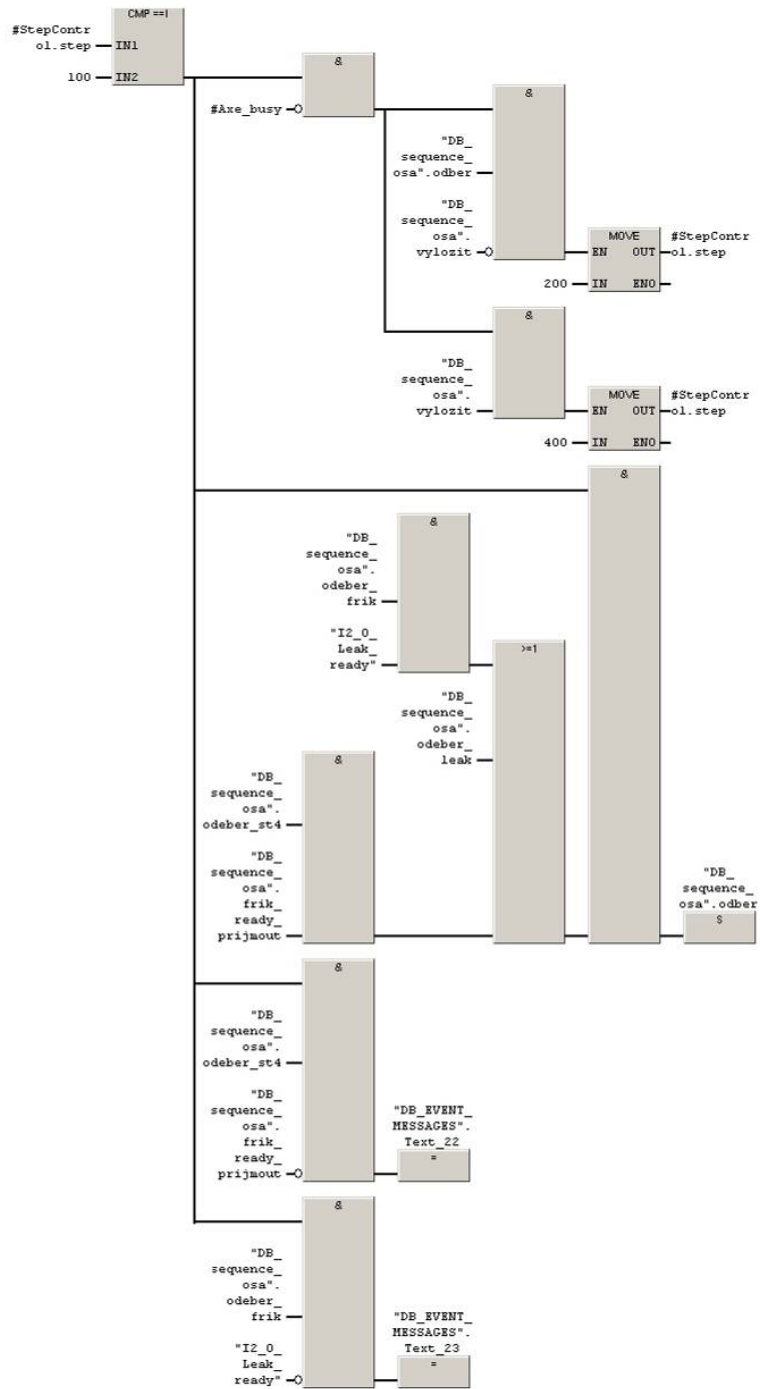 CMP ==I
#StepContr
ol.step
IN1
100
IN2
&
#Axe_busy
&
"DB_
sequence_
osa".odber
"DB_
sequence_
osa".
vylozit
MOVE
EN OUT
#StepContr
ol.step
200
IN ENO
&
"DB_
sequence_
osa".
vylozit
MOVE
EN OUT
#StepContr
ol.step
400
IN ENO
&
&
"DB_
sequence_
osa".
odeber_
frik
"I2_0_
Leak_
ready"
>=1
"DB_
sequence_
osa".
odeber_
leak
&
"DB_
sequence_
osa".
odeber_st4
"DB_
sequence_
osa".
frik_
ready_
prijmout
"DB_
sequence_
osa".odber
S
&
"DB_
sequence_
osa".
odeber_st4
"DB_
sequence_
osa".
frik_
ready_
prijmout
"DB_EVENT_
MESSAGES".
Text_22
=
&
"DB_
sequence_
osa".
odeber_
frik
"I2_0_
Leak_
ready"
"DB_EVENT_
MESSAGES".
Text_23
=